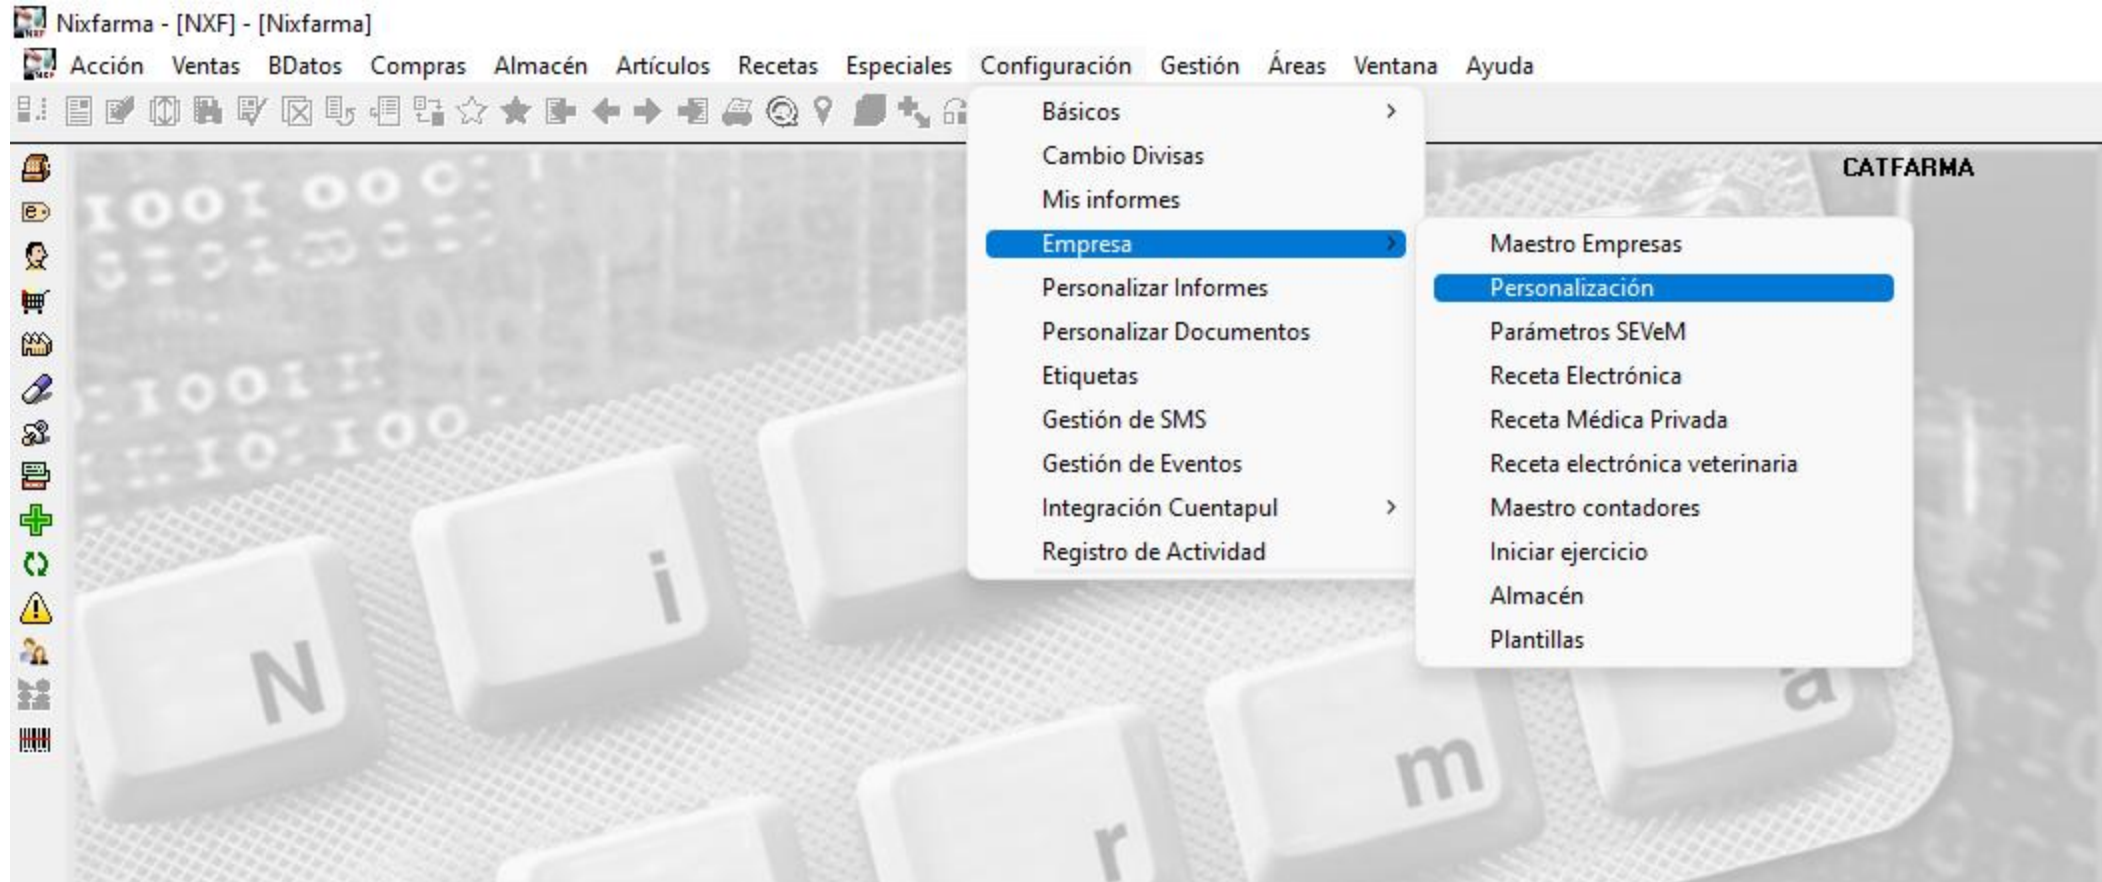 Nixfarma - [NXF] - [Nixfarma]
Acción Ventas BDatos Compras Almacén Artículos Recetas Especiales Configuración Gestión Áreas Ventana Ayuda
Básicos
Cambio Divisas
Mis informes
Empresa
Personalizar Informes
Personalizar Documentos
Etiquetas
Gestión de SMS
Gestión de Eventos
Integración Cuentapul
Registro de Actividad
CATFARMA
Maestro Empresas
Personalización
Parámetros SEVeM
Receta Electrónica
Receta Médica Privada
Receta electrónica veterinaria
Maestro contadores
Iniciar ejercicio
Almacén
Plantillas
N i
r m a